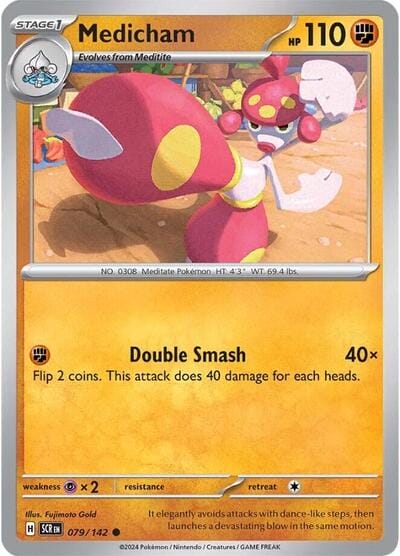 STAGE1 Medicham HP 110
Evolves from Meditite
NO. 0308 Meditate Pokémon HT: 4'3" WT: 69.4 lbs.
Double Smash 40×
Flip 2 coins. This attack does 40 damage for each heads.
weakness ×2 resistance retreat
Illus. Fujimoto Gold
H SCR EN 079/142
It elegantly avoids attacks with dance-like steps, then
launches a devastating blow in the same motion.
©2024 Pokémon / Nintendo / Creatures / GAME FREAK